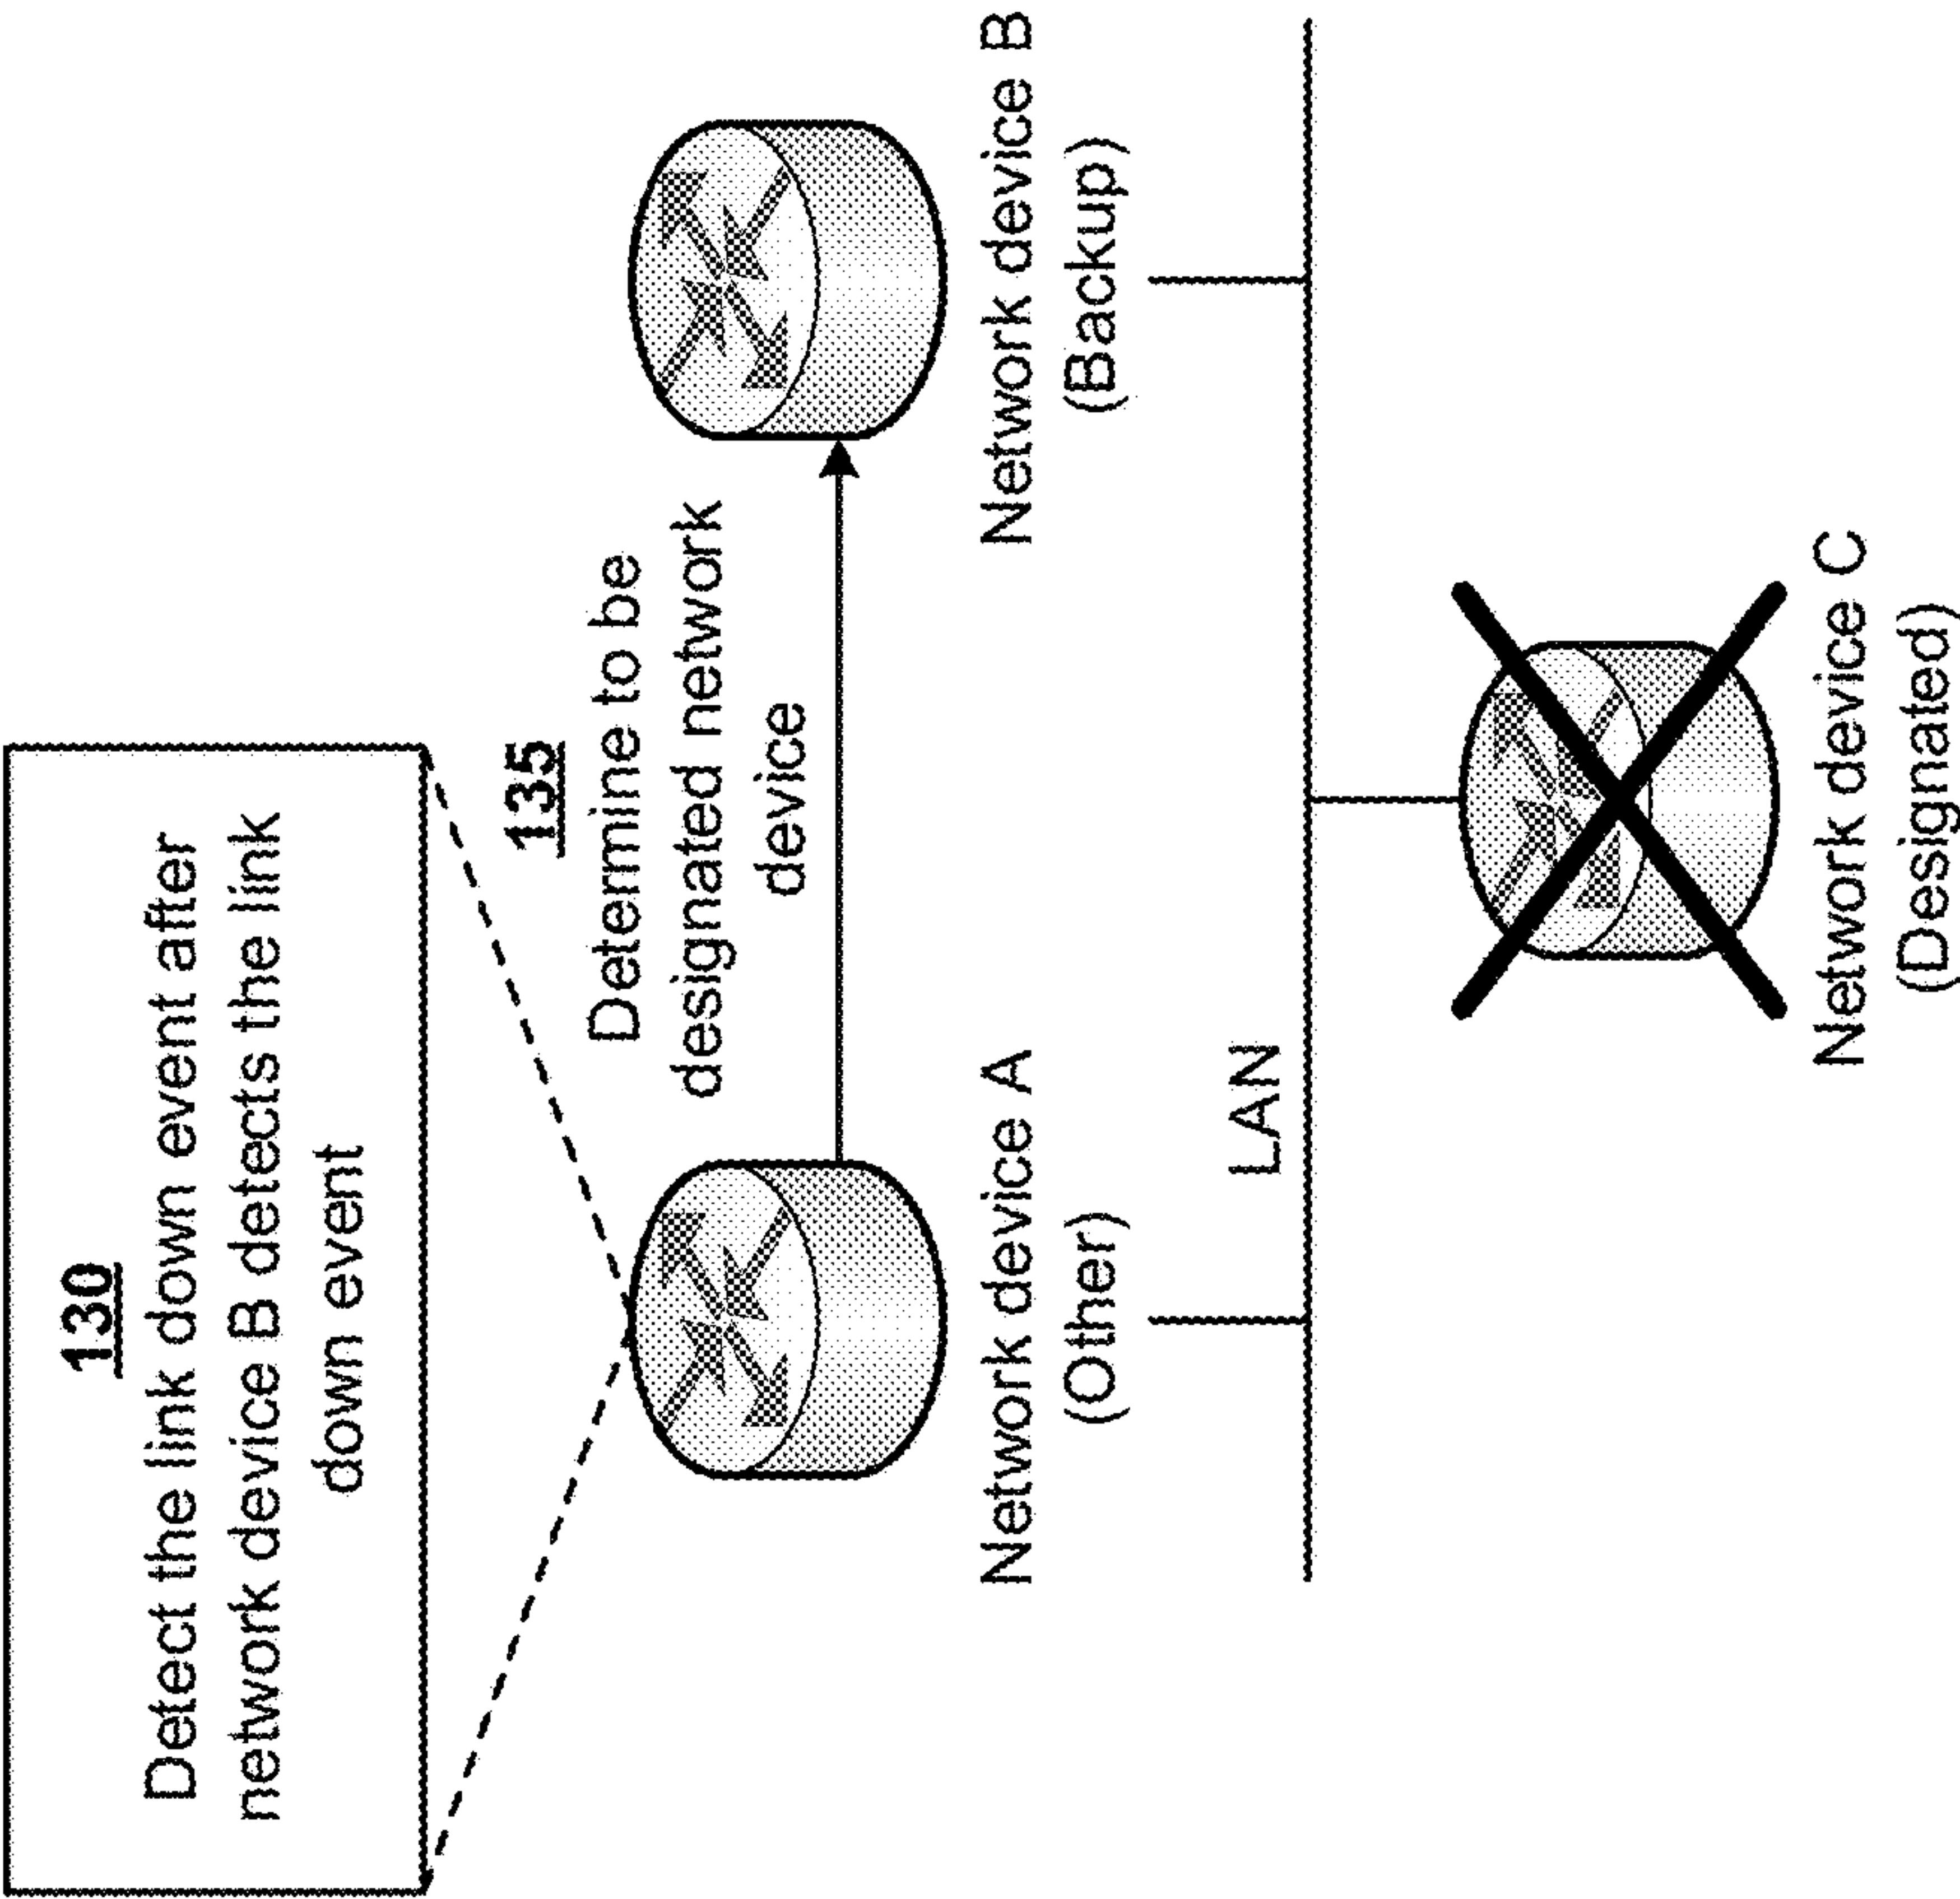 130
Detect the link down event after
network device B detects the link
down event
135
Determine to be
designated network
device
Network device A
(Other)
Network device B
(Backup)
LAN
Network device C
(Designated)